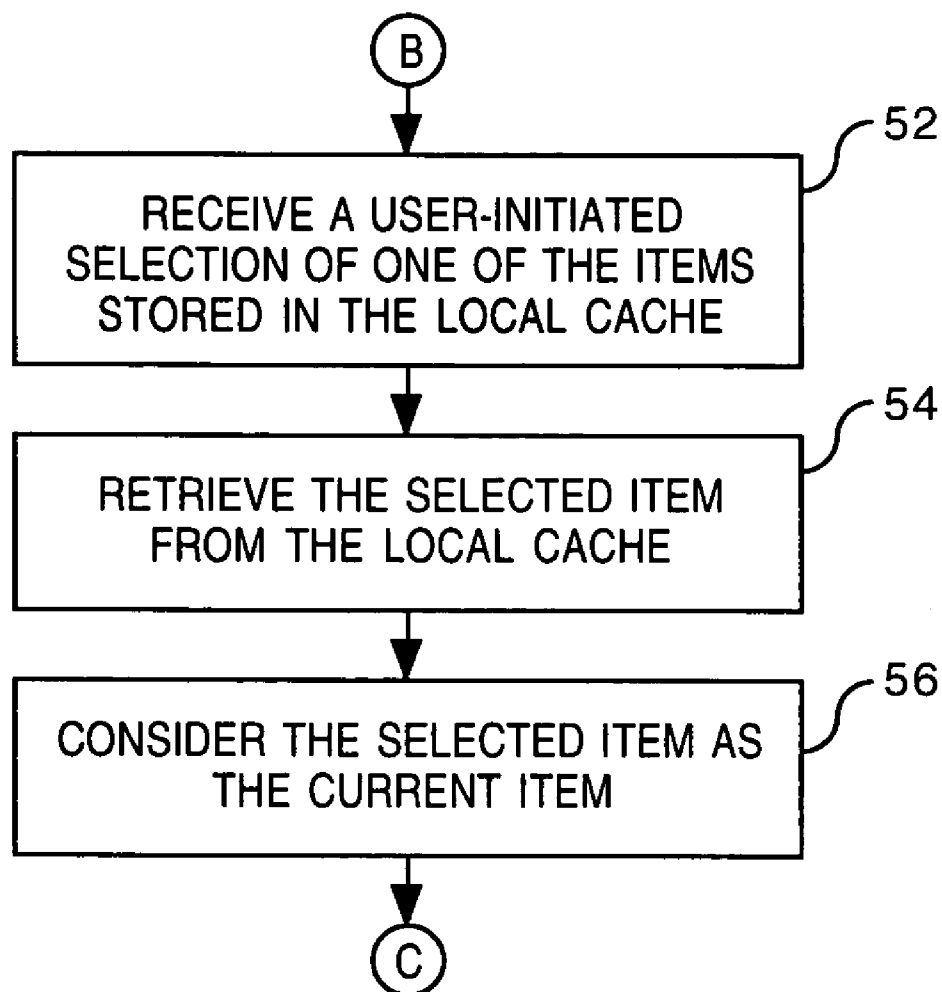 B
52
RECEIVE A USER-INITIATED
SELECTION OF ONE OF THE ITEMS
STORED IN THE LOCAL CACHE
54
RETRIEVE THE SELECTED ITEM
FROM THE LOCAL CACHE
56
CONSIDER THE SELECTED ITEM AS
THE CURRENT ITEM
C